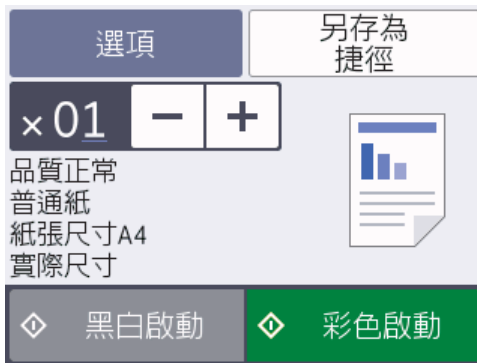 選項
另存為
捷徑
×01 − +
品質正常
普通紙
紙張尺寸A4
實際尺寸
黑白啟動
彩色啟動